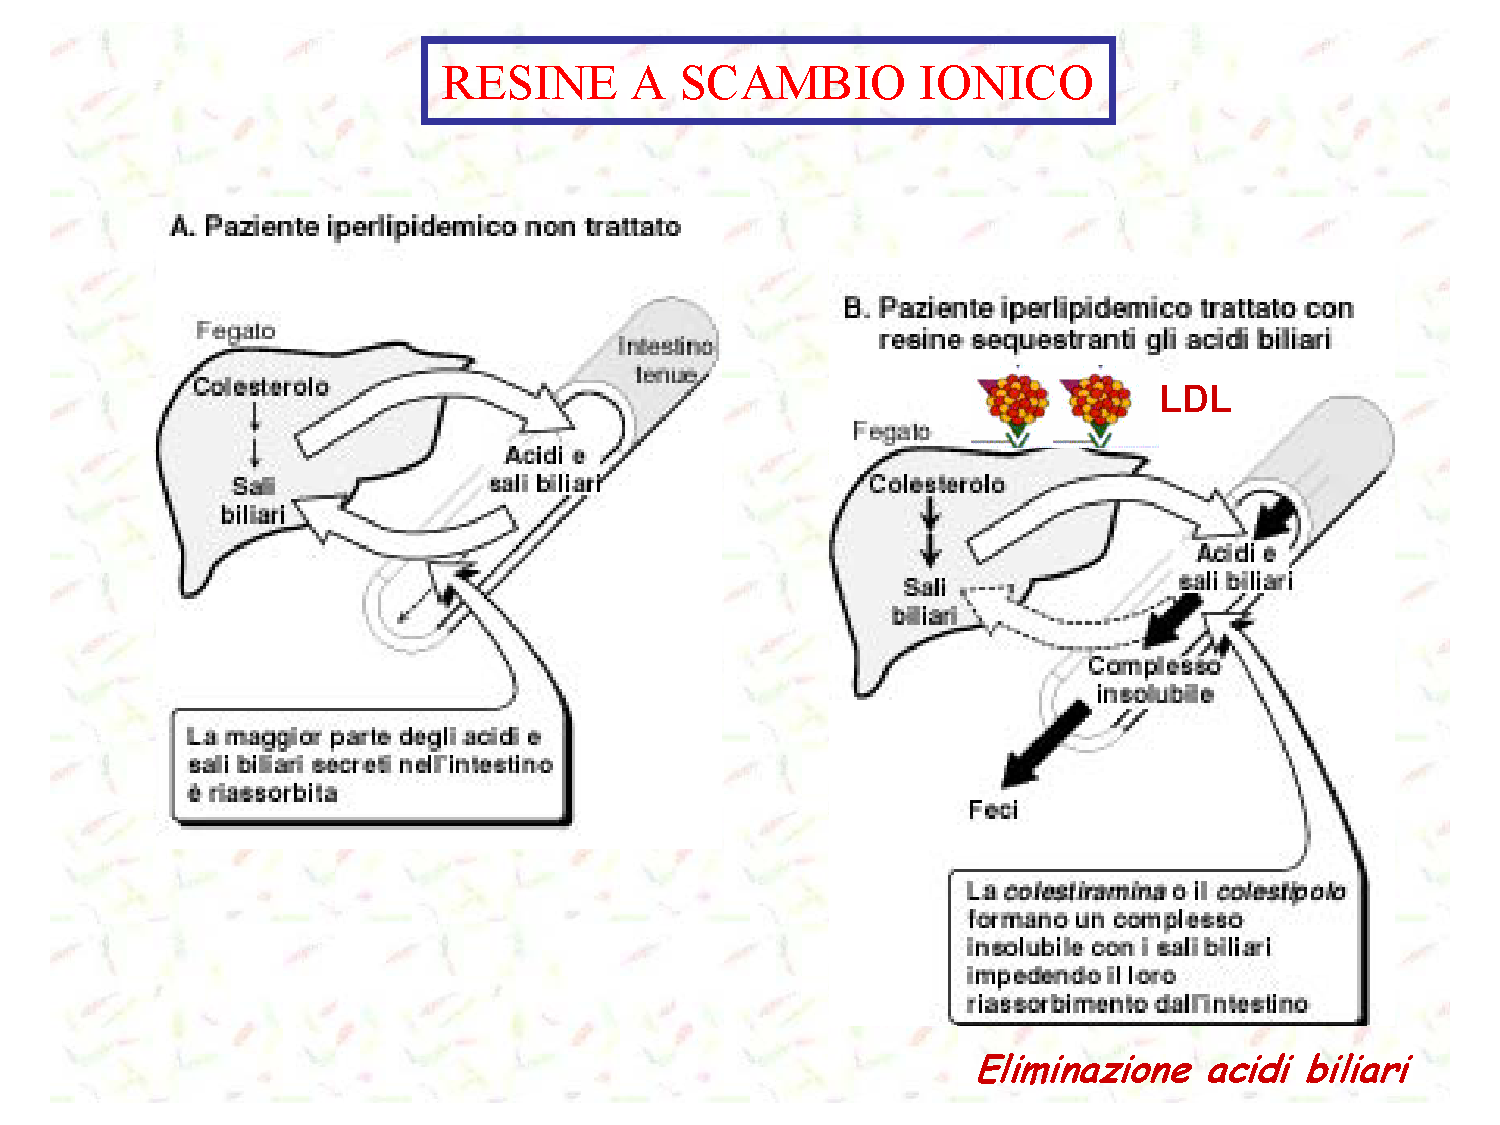 RESINE A SCAMBIO IONICO
A. Paziente iperlipidemico non trattato
Fegato
Intestino
tenue
Colesterolo
Acidi e
sali biliari
Sali
biliari
La maggior parte degli acidi e
sali biliari secreti nell'intestino
è riassorbita
B. Paziente iperlipidemico trattato con
resine sequestranti gli acidi biliari
LDL
Fegato
Colesterolo
Acidi e
sali biliari
Sali
biliari
Complesso
insolubile
Feci
La colestiramina o il colestipolo
formano un complesso
insolubile con i sali biliari
impedendo il loro
riassorbimento dall'intestino
Eliminazione acidi biliari